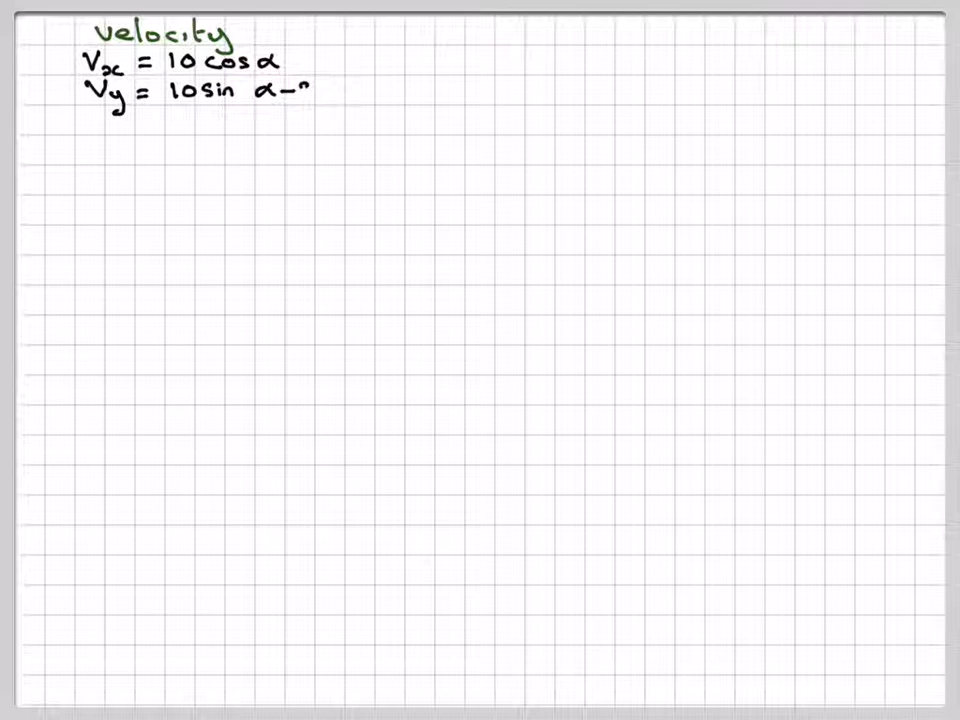 velocity
Vx = 10 cos α
Vy = 10 sin α -